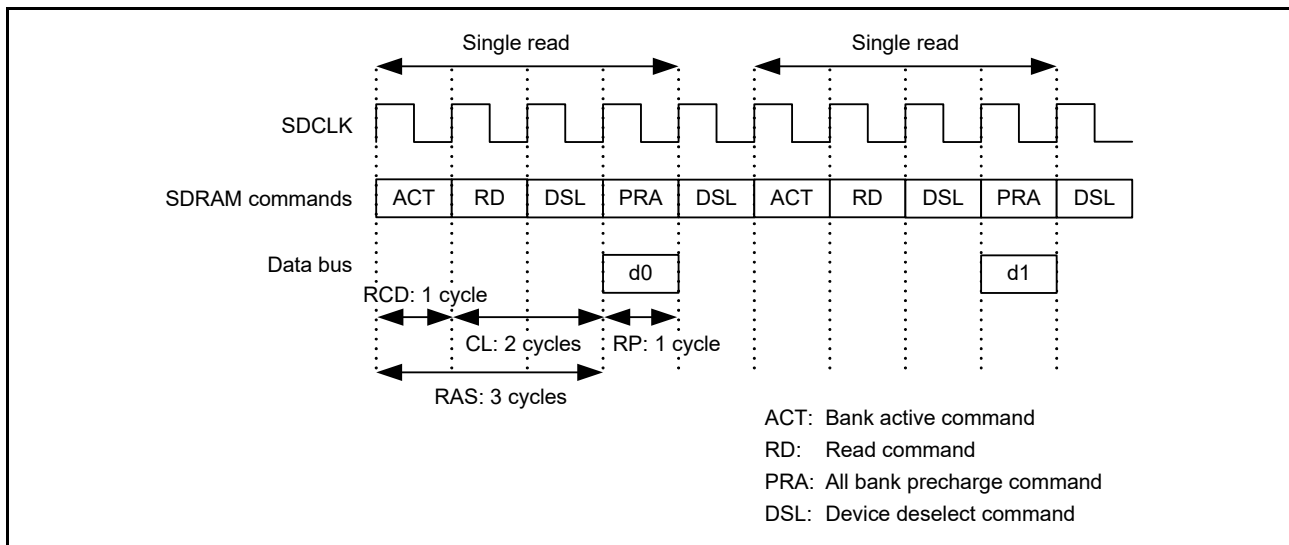 Single read Single read
SDCLK
SDRAM commands ACT RD DSL PRA DSL ACT RD DSL PRA DSL
Data bus d0 d1
RCD: 1 cycle
CL: 2 cycles RP: 1 cycle
RAS: 3 cycles
ACT: Bank active command
RD: Read command
PRA: All bank precharge command
DSL: Device deselect command